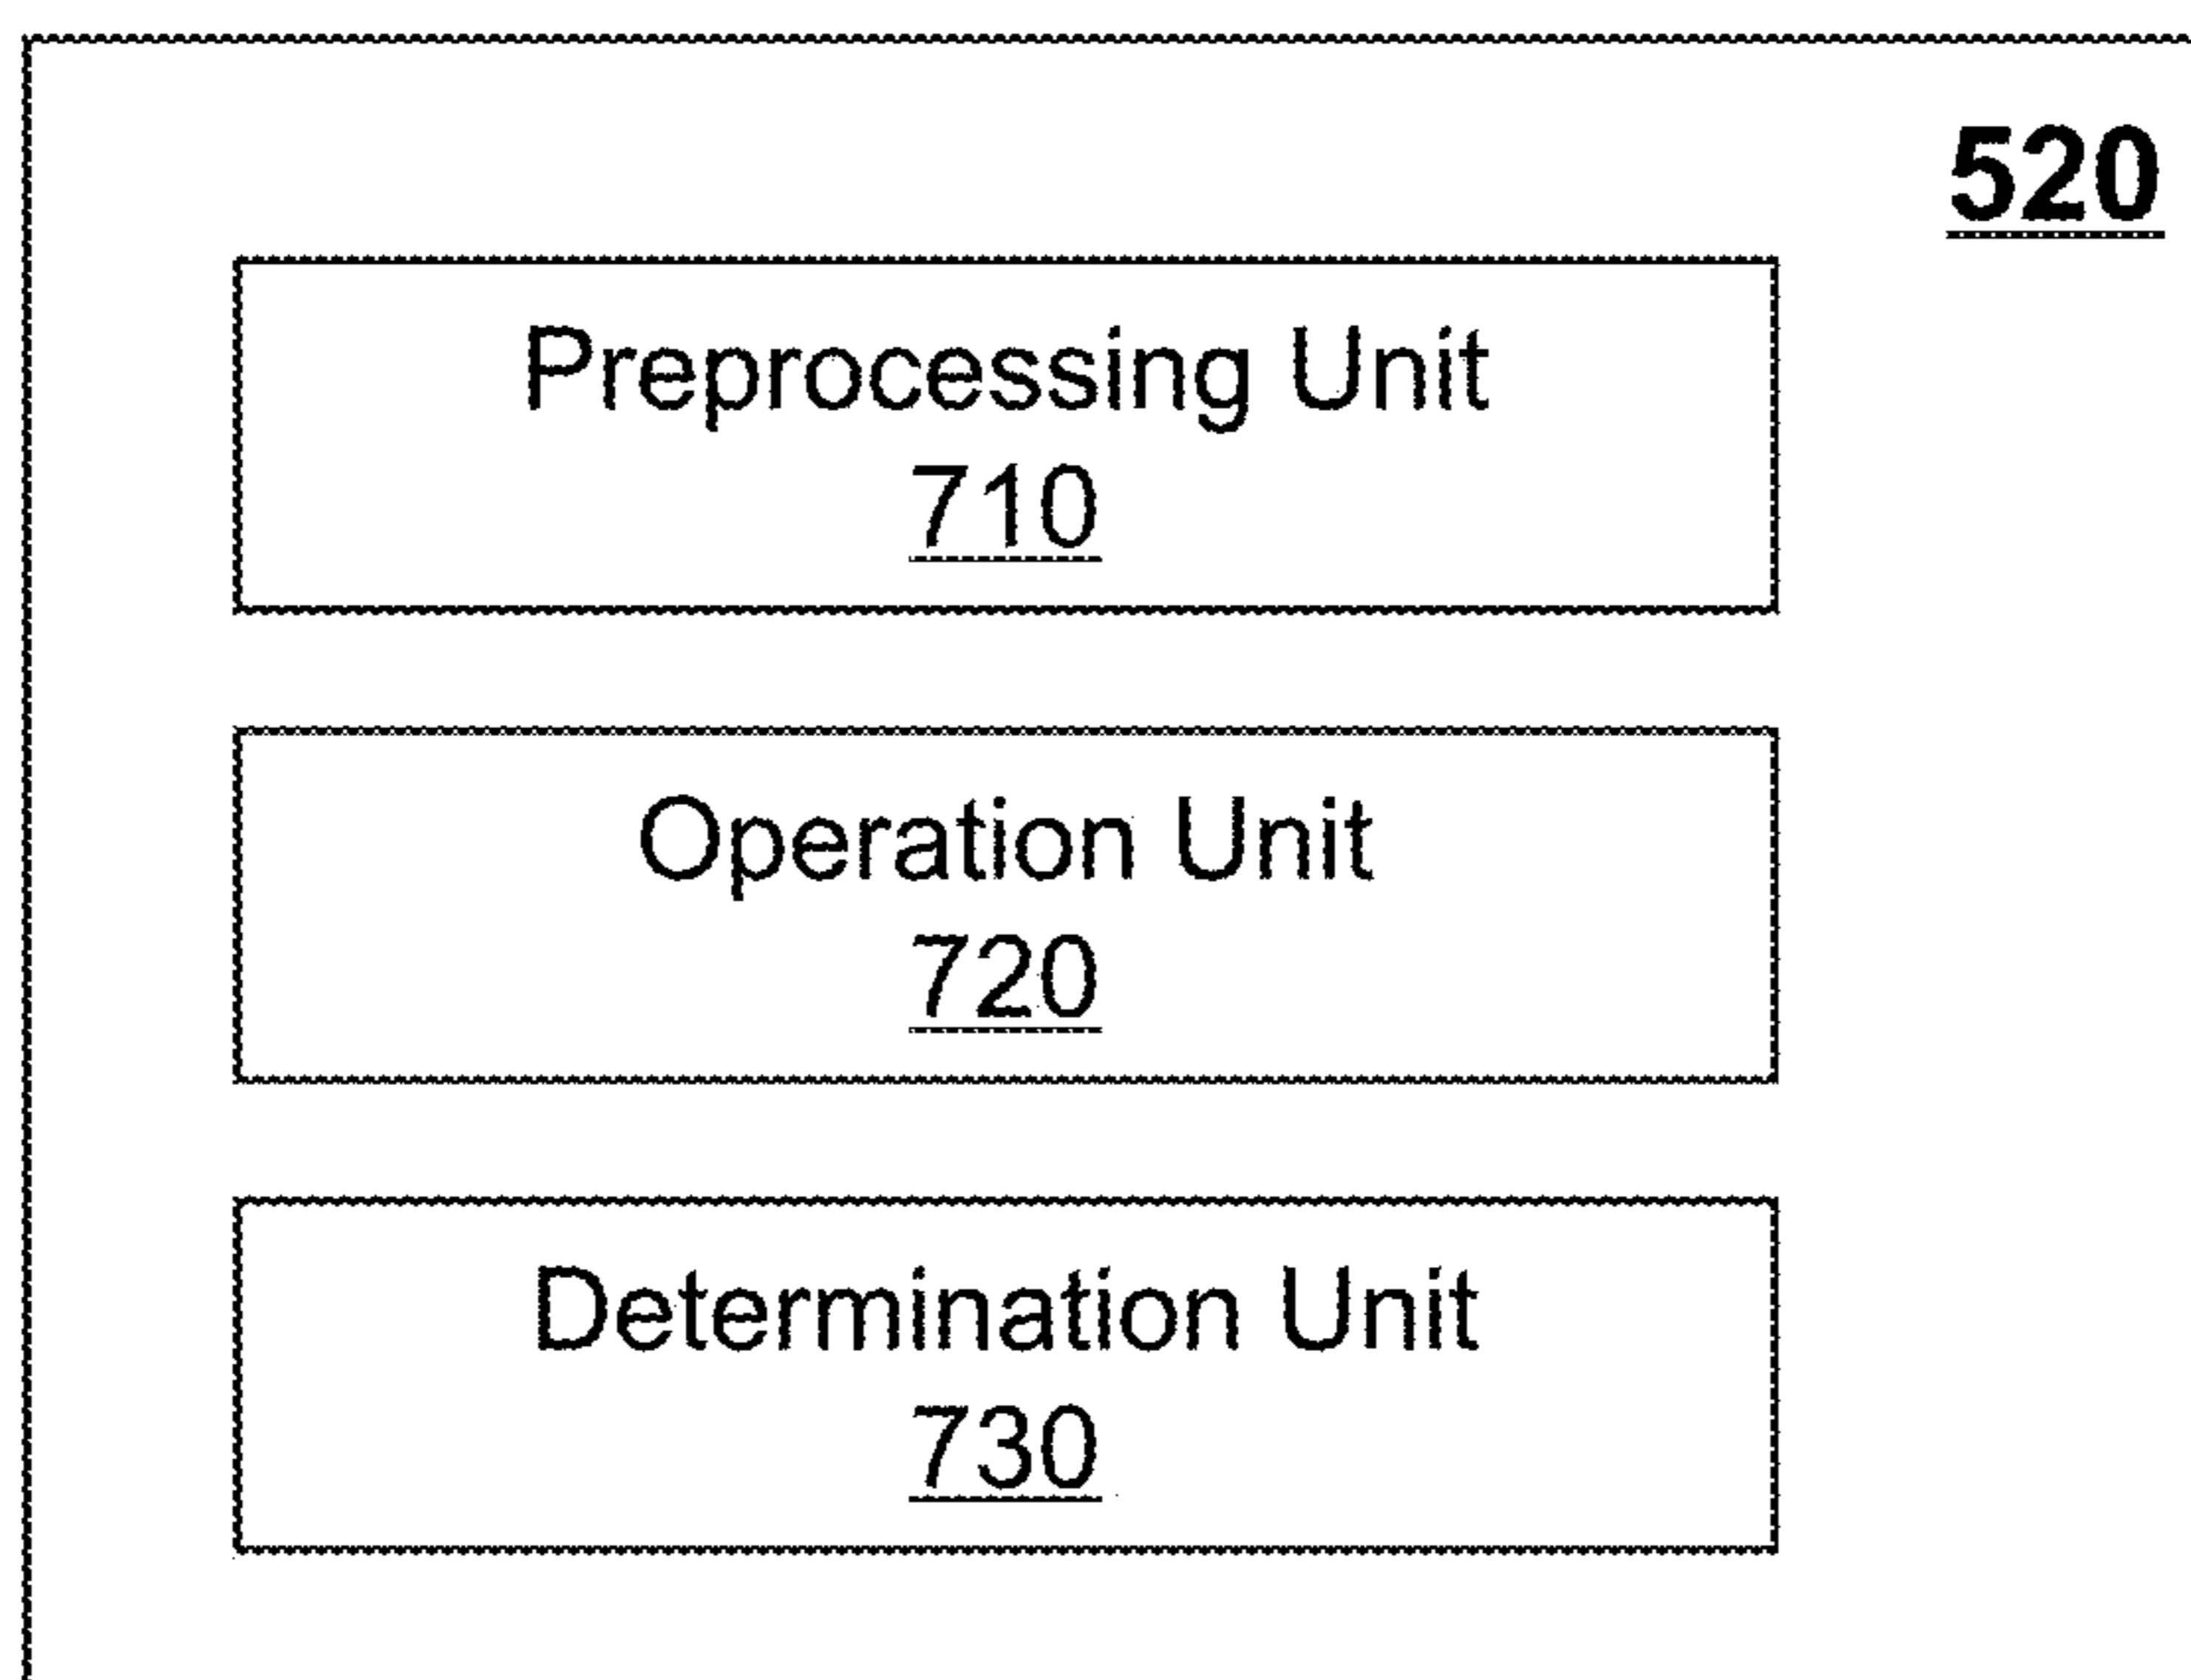 520
Preprocessing Unit
710
Operation Unit
720
Determination Unit
730